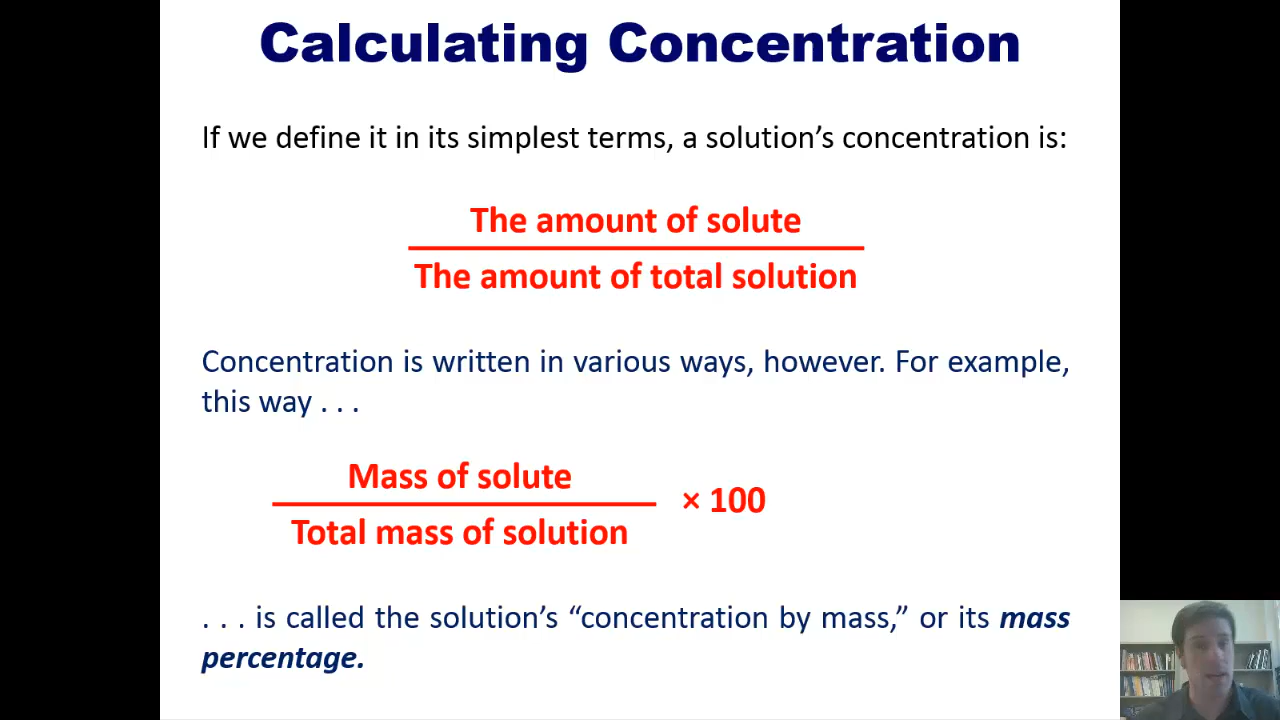 Calculating Concentration
If we define it in its simplest terms, a solution’s concentration is:
The amount of solute
The amount of total solution
Concentration is written in various ways, however. For example,
this way . . .
Mass of solute
Total mass of solution
× 100
. . . is called the solution’s “concentration by mass,” or its mass
percentage.